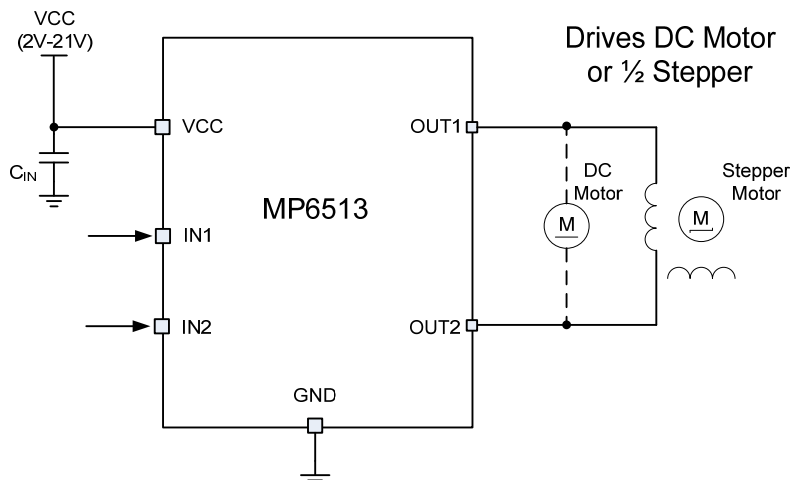 VCC
(2V-21V)
Drives DC Motor
or ½ Stepper
VCC
OUT1
CIN
DC
Motor
Stepper
Motor
MP6513
M
M
IN1
IN2
OUT2
GND